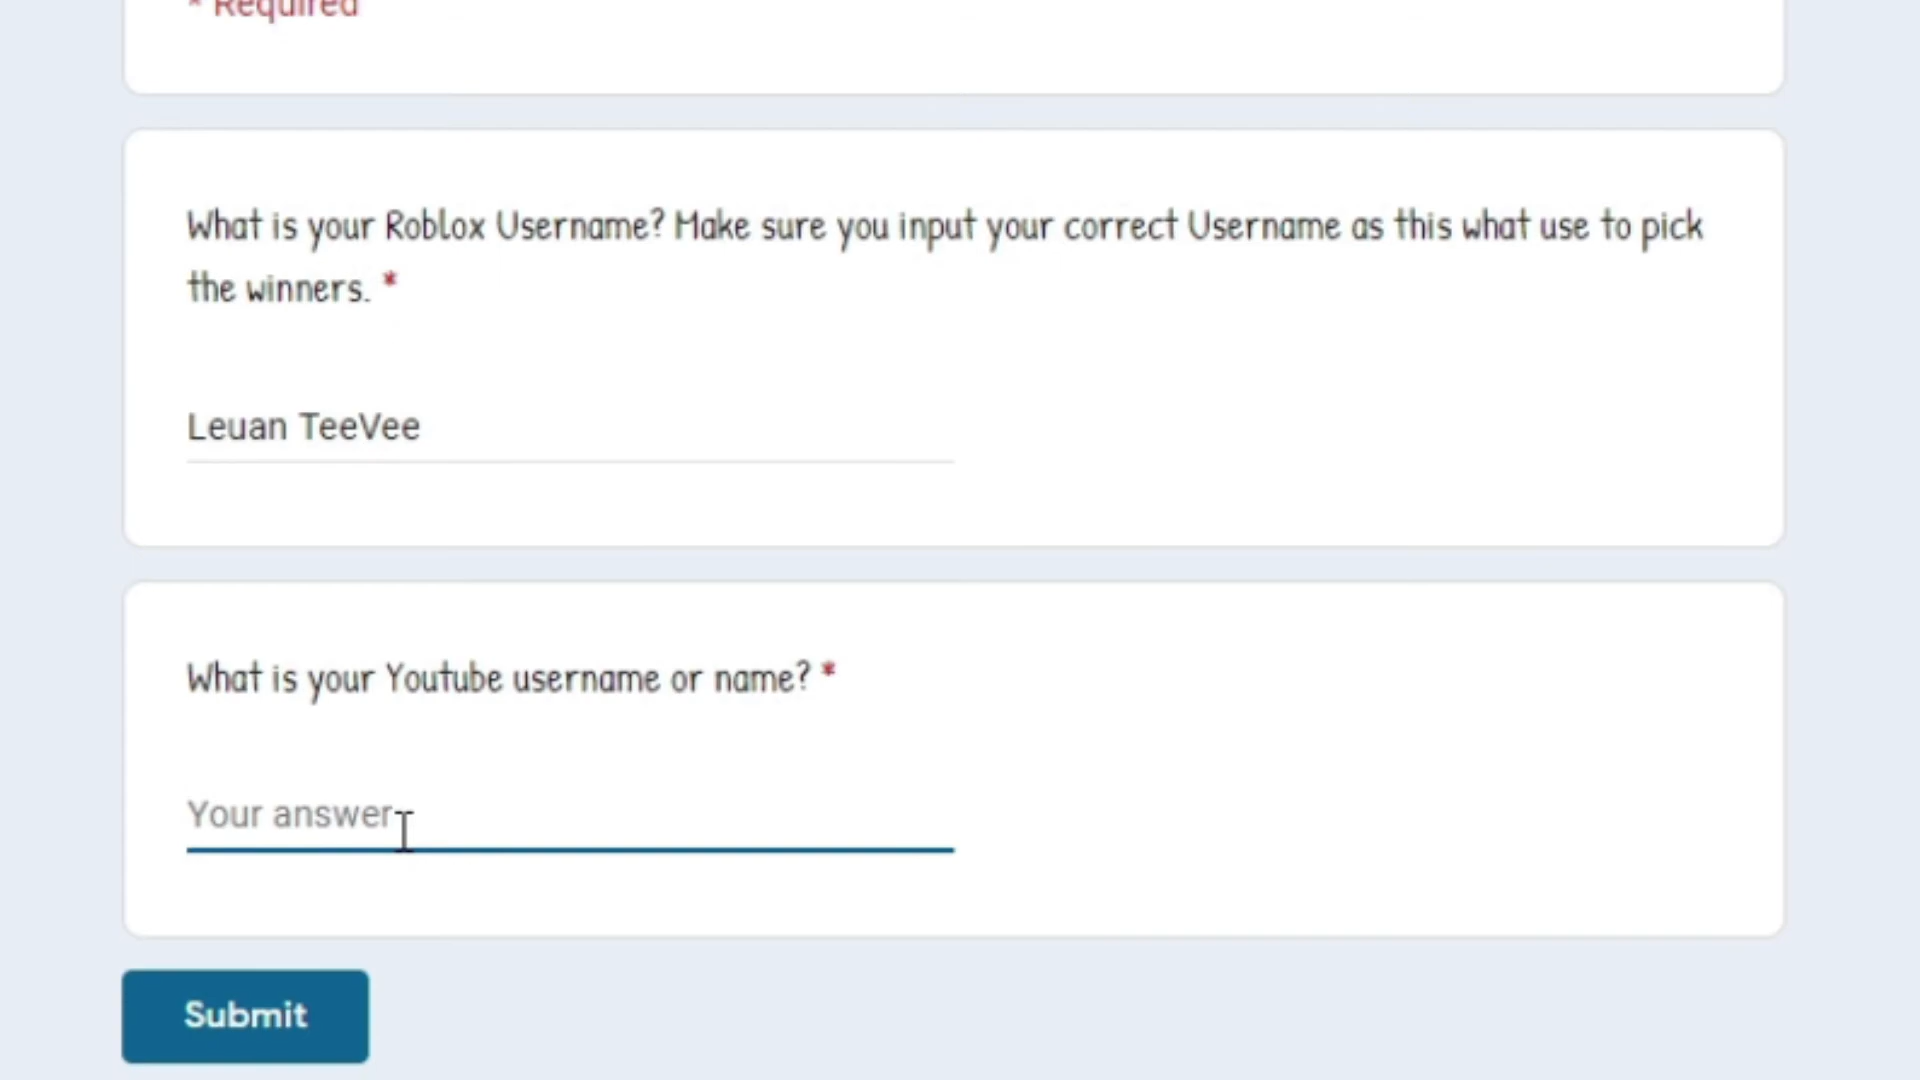 * Required
What is your Roblox Username? Make sure you input your correct Username as this what use to pick
the winners. *
Leuan TeeVee
What is your Youtube username or name? *
Your answer
Submit